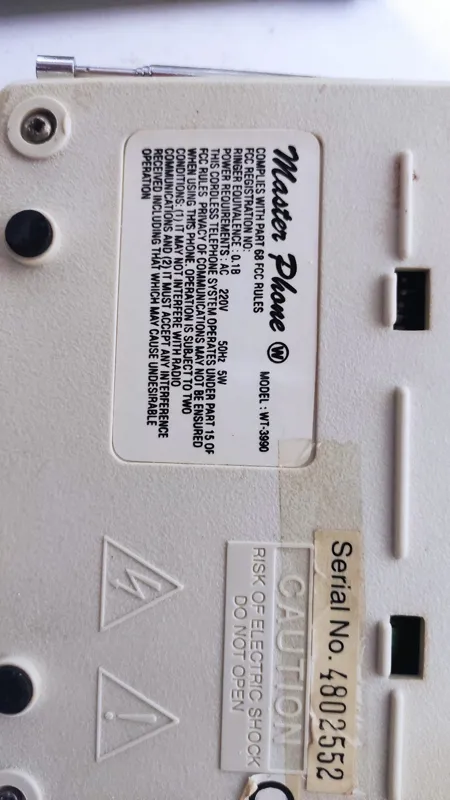 Master Phone W MODEL : WT-3990
COMPLIES WITH PART 68 FCC RULES
FCC REGISTRATION NO:
RINGER EQUIVALENCE : 0.1B
POWER REQUIREMENTS : AC 220V 50Hz 5W
THIS CORDLESS TELEPHONE SYSTEM OPERATES UNDER PART 15 OF
FCC RULES. PRIVACY OF COMMUNICATIONS MAY NOT BE ENSURED
WHEN USING THIS PHONE. OPERATION IS SUBJECT TO TWO
CONDITIONS: (1) IT MAY NOT INTERFERE WITH RADIO
COMMUNICATIONS AND (2) IT MUST ACCEPT ANY INTERFERENCE
RECEIVED INCLUDING THAT WHICH MAY CAUSE UNDESIRABLE
OPERATION
Serial No. 4802552
CAUTION
RISK OF ELECTRIC SHOCK
DO NOT OPEN